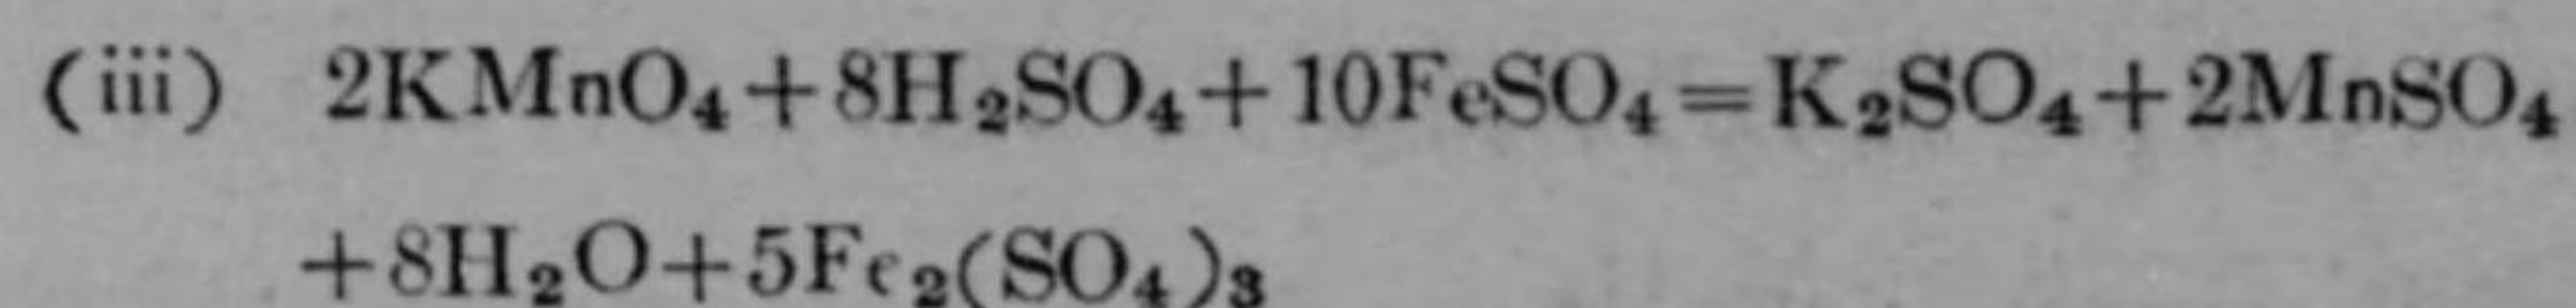 (iii) 2KMnO₄+8H₂SO₄+10FeSO₄=K₂SO₄+2MnSO₄
+8H₂O+5Fe₂(SO₄)₃